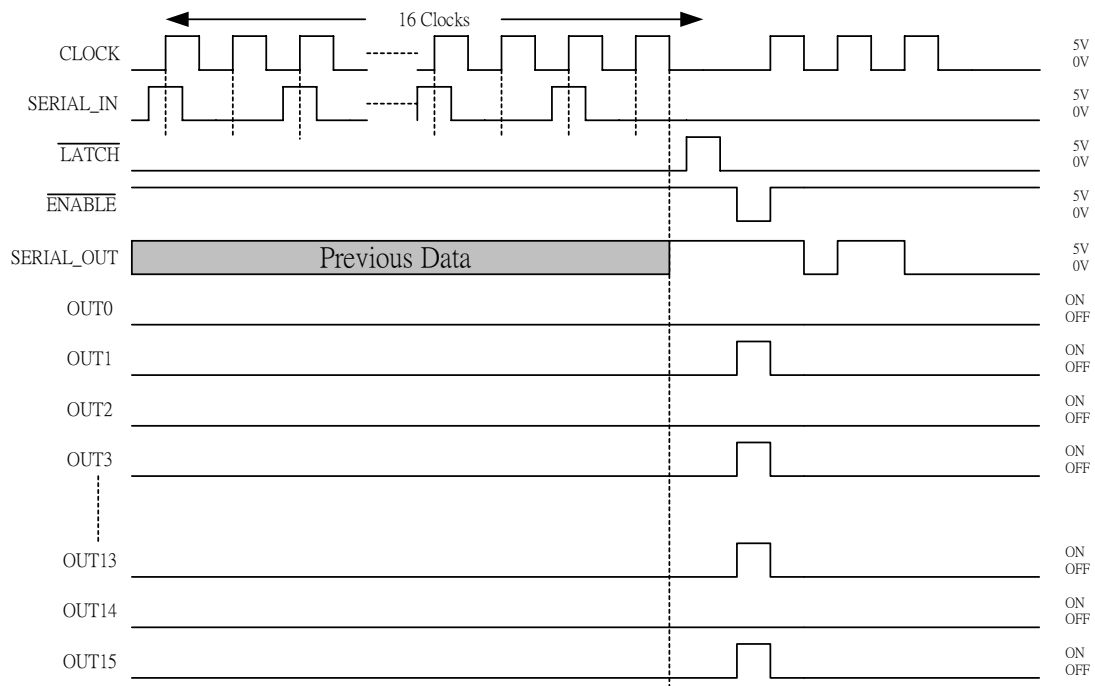 16 Clocks
CLOCK
5V
0V
SERIAL_IN
5V
0V
LATCH
5V
0V
ENABLE
5V
0V
SERIAL_OUT
Previous Data
5V
0V
OUT0
ON
OFF
OUT1
ON
OFF
OUT2
ON
OFF
OUT3
ON
OFF
OUT13
ON
OFF
OUT14
ON
OFF
OUT15
ON
OFF